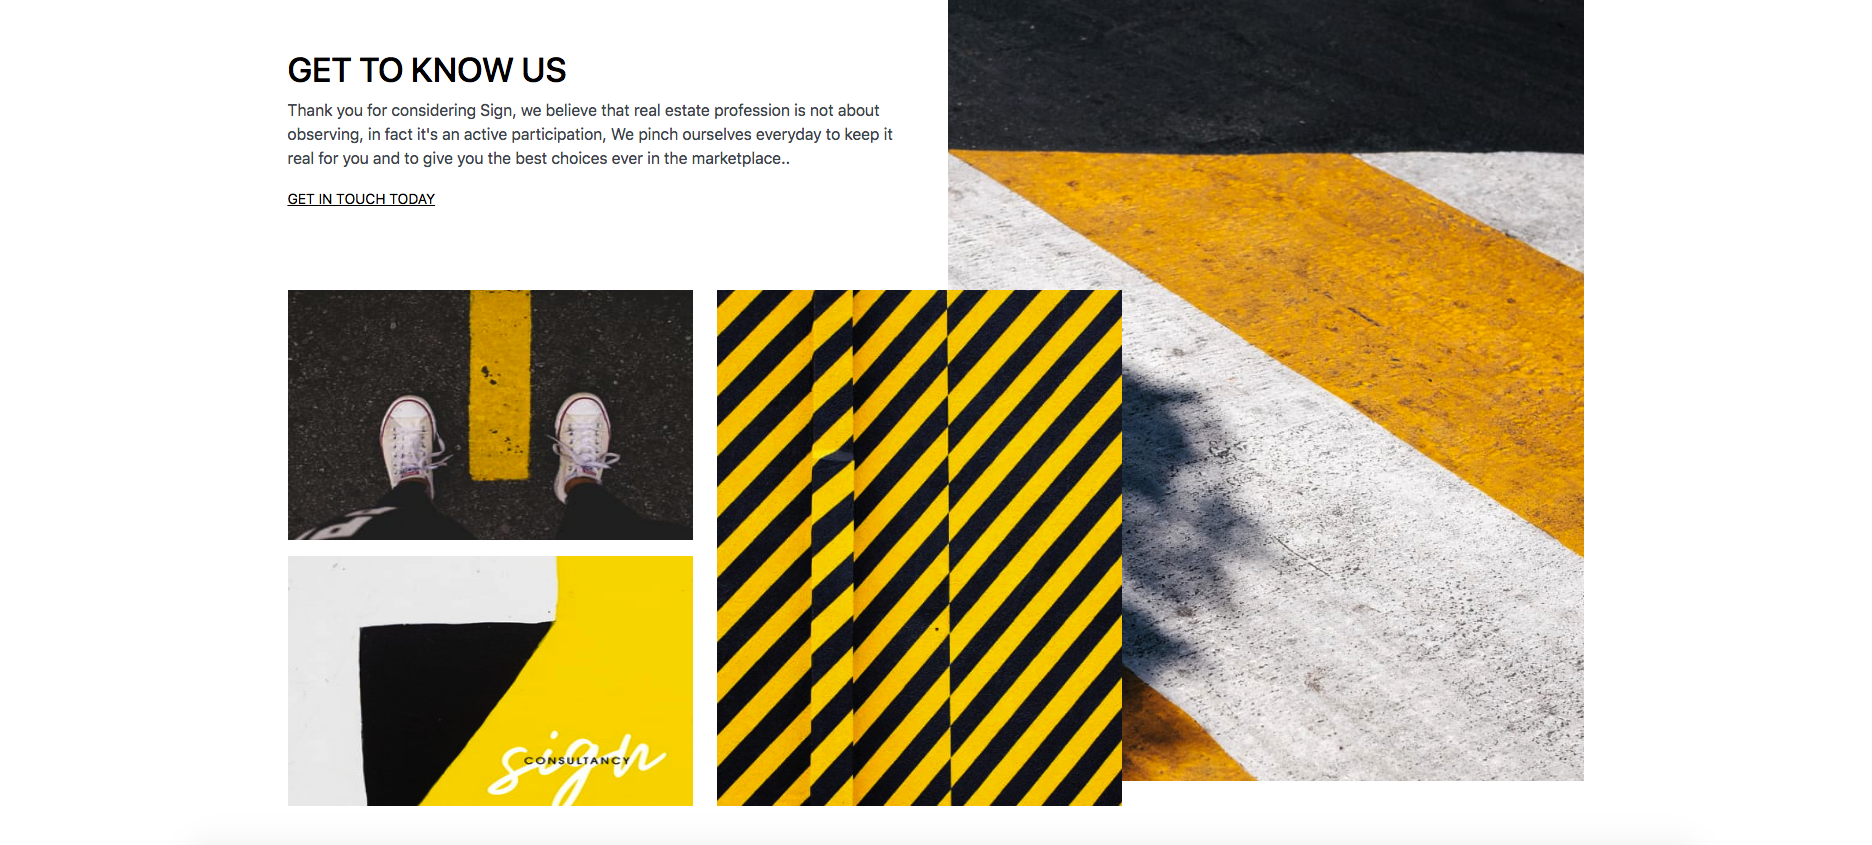 GET TO KNOW US
Thank you for considering Sign, we believe that real estate profession is not about
observing, in fact it's an active participation, We pinch ourselves everyday to keep it
real for you and to give you the best choices ever in the marketplace..
GET IN TOUCH TODAY
sign
CONSULTANCY